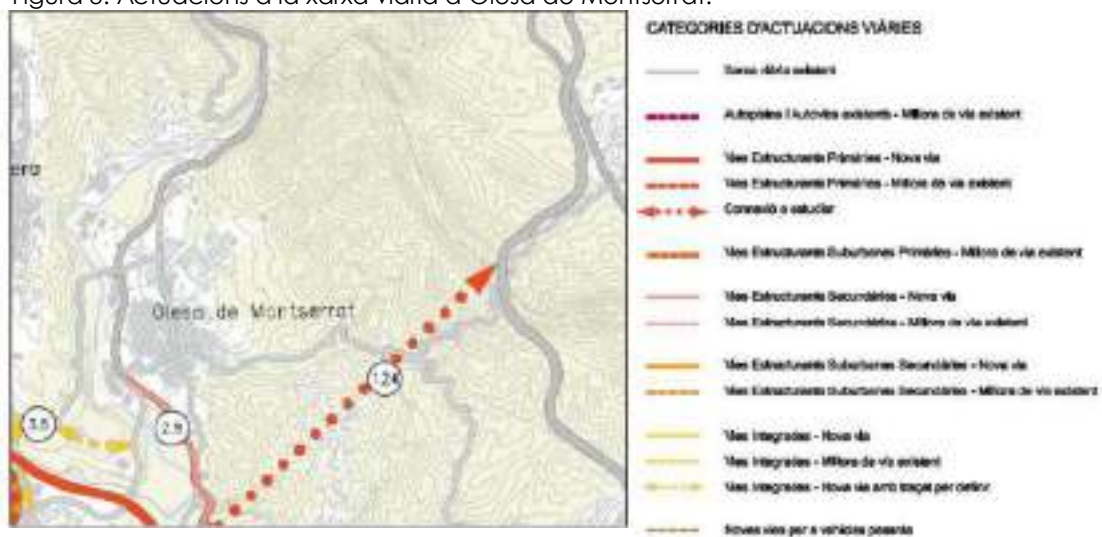 Figura 3. Actuacions a la xarxa viària a Olesa de Montserrat.
CATEGORIES D'ACTUACIONS VIÀRIES
Xarxa viària existent
Autopistes i Autovies existents - Millora de via existent
Vies Estructurants Primàries - Nova via
Vies Estructurants Primàries - Millora de via existent
Connexió a estudiar
Vies Estructurants Suburbanes Primàries - Millora de via existent
Vies Estructurants Secundàries - Nova via
Vies Estructurants Secundàries - Millora de via existent
Vies Estructurants Suburbanes Secundàries - Nova via
Vies Estructurants Suburbanes Secundàries - Millora de via existent
Vies Integrades - Nova via
Vies Integrades - Millora de via existent
Vies Integrades - Nova via amb traçat per definir
Noves vies per a vehicles pesants
Olesa de Montserrat
1.24
2.9